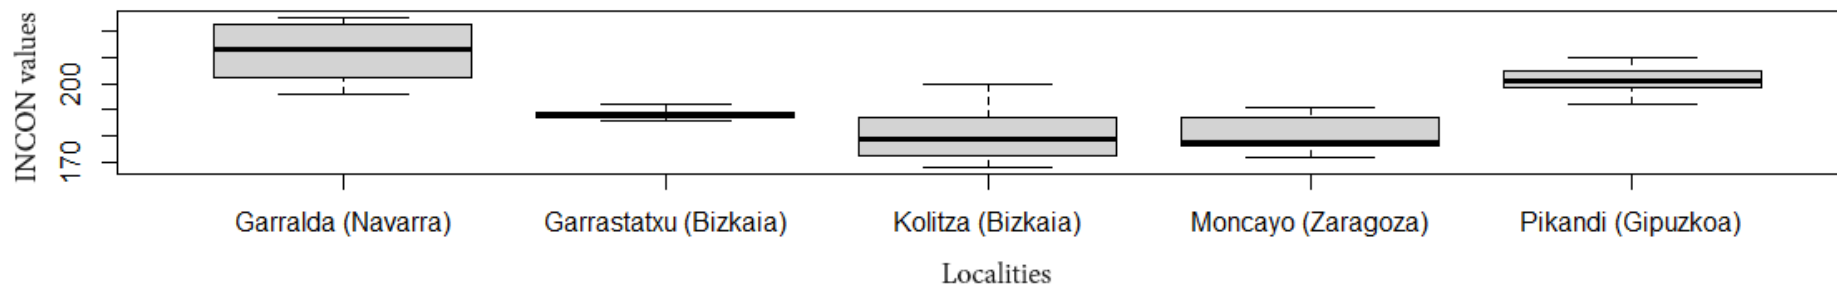 INCON values
200
170
Garralda (Navarra)
Garrastatxu (Bizkaia)
Kolitza (Bizkaia)
Moncayo (Zaragoza)
Pikandi (Gipuzkoa)
Localities